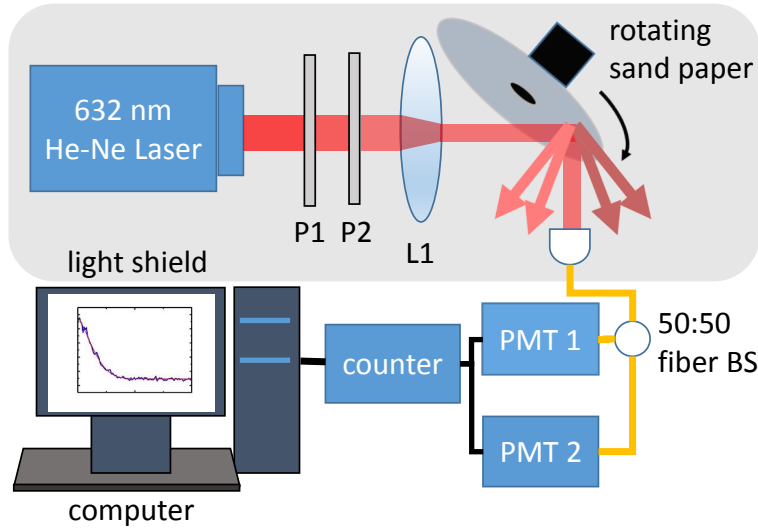 rotating
sand paper
632 nm
He-Ne Laser
P1
P2
L1
light shield
50:50
fiber BS
PMT 1
counter
PMT 2
computer